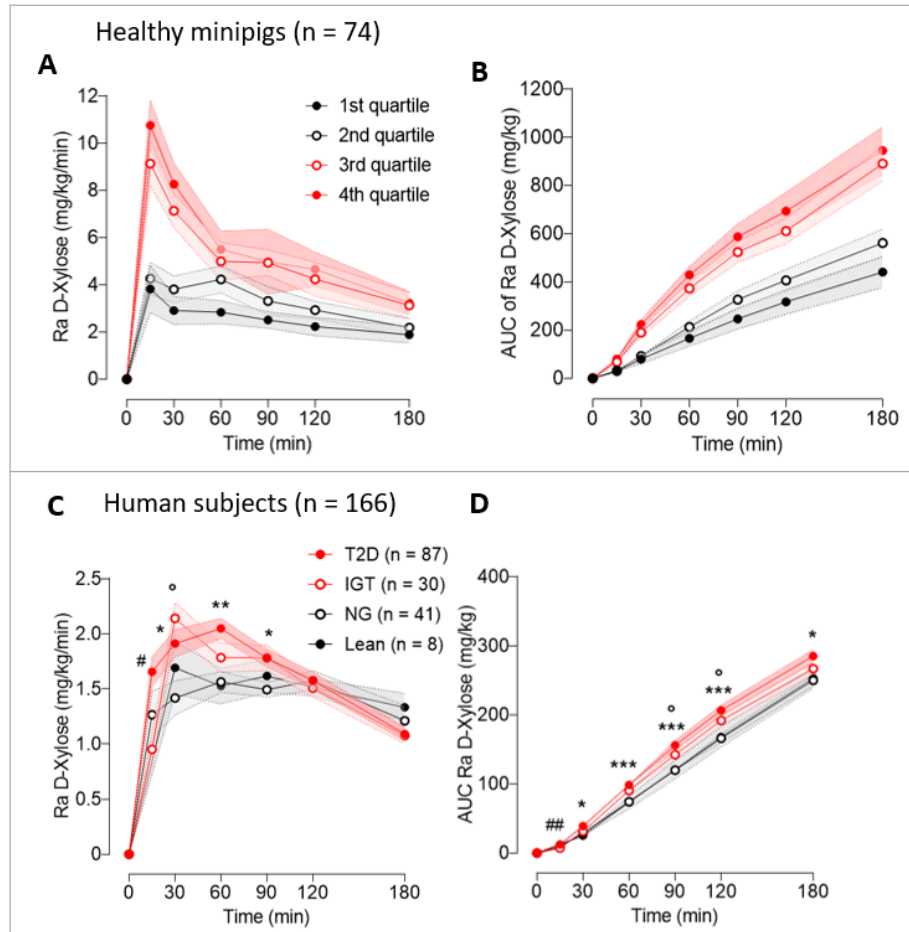 Healthy minipigs (n = 74)
A
Ra D-Xylose (mg/kg/min)
12
10
8
6
4
2
0
1st quartile
2nd quartile
3rd quartile
4th quartile
0 30 60 90 120 180
Time (min)
B
AUC of Ra D-Xylose (mg/kg)
1200
1000
800
600
400
200
0
0 30 60 90 120 180
Time (min)
C
Human subjects (n = 166)
Ra D-Xylose (mg/kg/min)
2.5
2.0
1.5
1.0
0.5
0.0
T2D (n = 87)
IGT (n = 30)
NG (n = 41)
Lean (n = 8)
°
# * ** *
0 30 60 90 120 180
Time (min)
D
AUC Ra D-Xylose (mg/kg)
400
300
200
100
0
° °
## * *** *** *** *
0 30 60 90 120 180
Time (min)